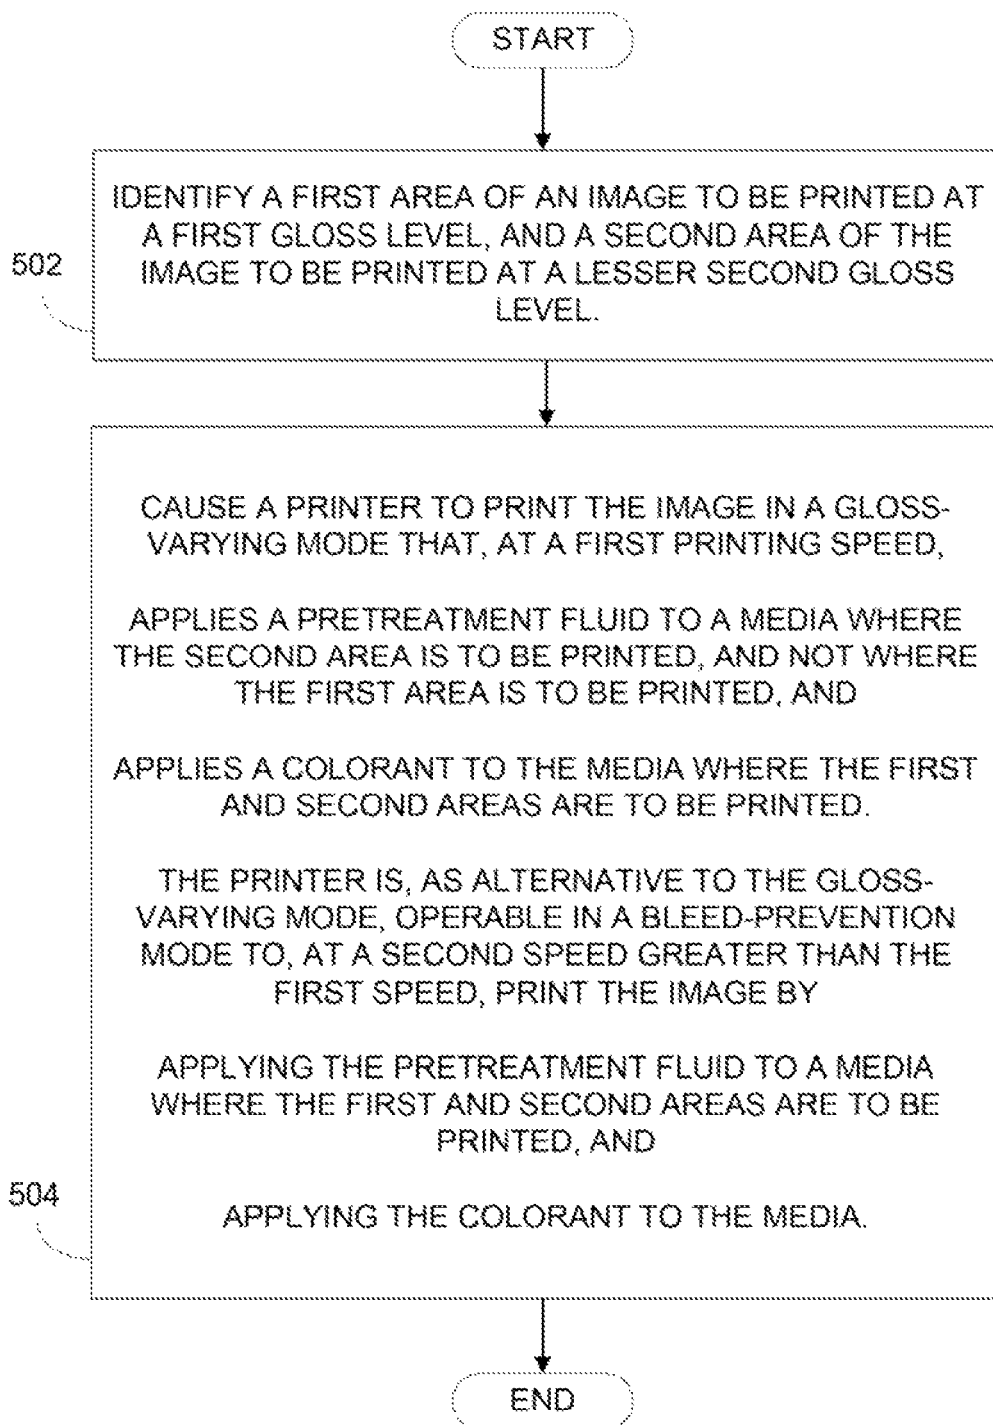 START
IDENTIFY A FIRST AREA OF AN IMAGE TO BE PRINTED AT
A FIRST GLOSS LEVEL, AND A SECOND AREA OF THE
502
IMAGE TO BE PRINTED AT A LESSER SECOND GLOSS
LEVEL.
CAUSE A PRINTER TO PRINT THE IMAGE IN A GLOSS-
VARYING MODE THAT, AT A FIRST PRINTING SPEED,
APPLIES A PRETREATMENT FLUID TO A MEDIA WHERE
THE SECOND AREA IS TO BE PRINTED, AND NOT WHERE
THE FIRST AREA IS TO BE PRINTED, AND
APPLIES A COLORANT TO THE MEDIA WHERE THE FIRST
AND SECOND AREAS ARE TO BE PRINTED.
THE PRINTER IS, AS ALTERNATIVE TO THE GLOSS-
VARYING MODE, OPERABLE IN A BLEED-PREVENTION
MODE TO, AT A SECOND SPEED GREATER THAN THE
FIRST SPEED, PRINT THE IMAGE BY
APPLYING THE PRETREATMENT FLUID TO A MEDIA
WHERE THE FIRST AND SECOND AREAS ARE TO BE
PRINTED, AND
504
APPLYING THE COLORANT TO THE MEDIA.
END